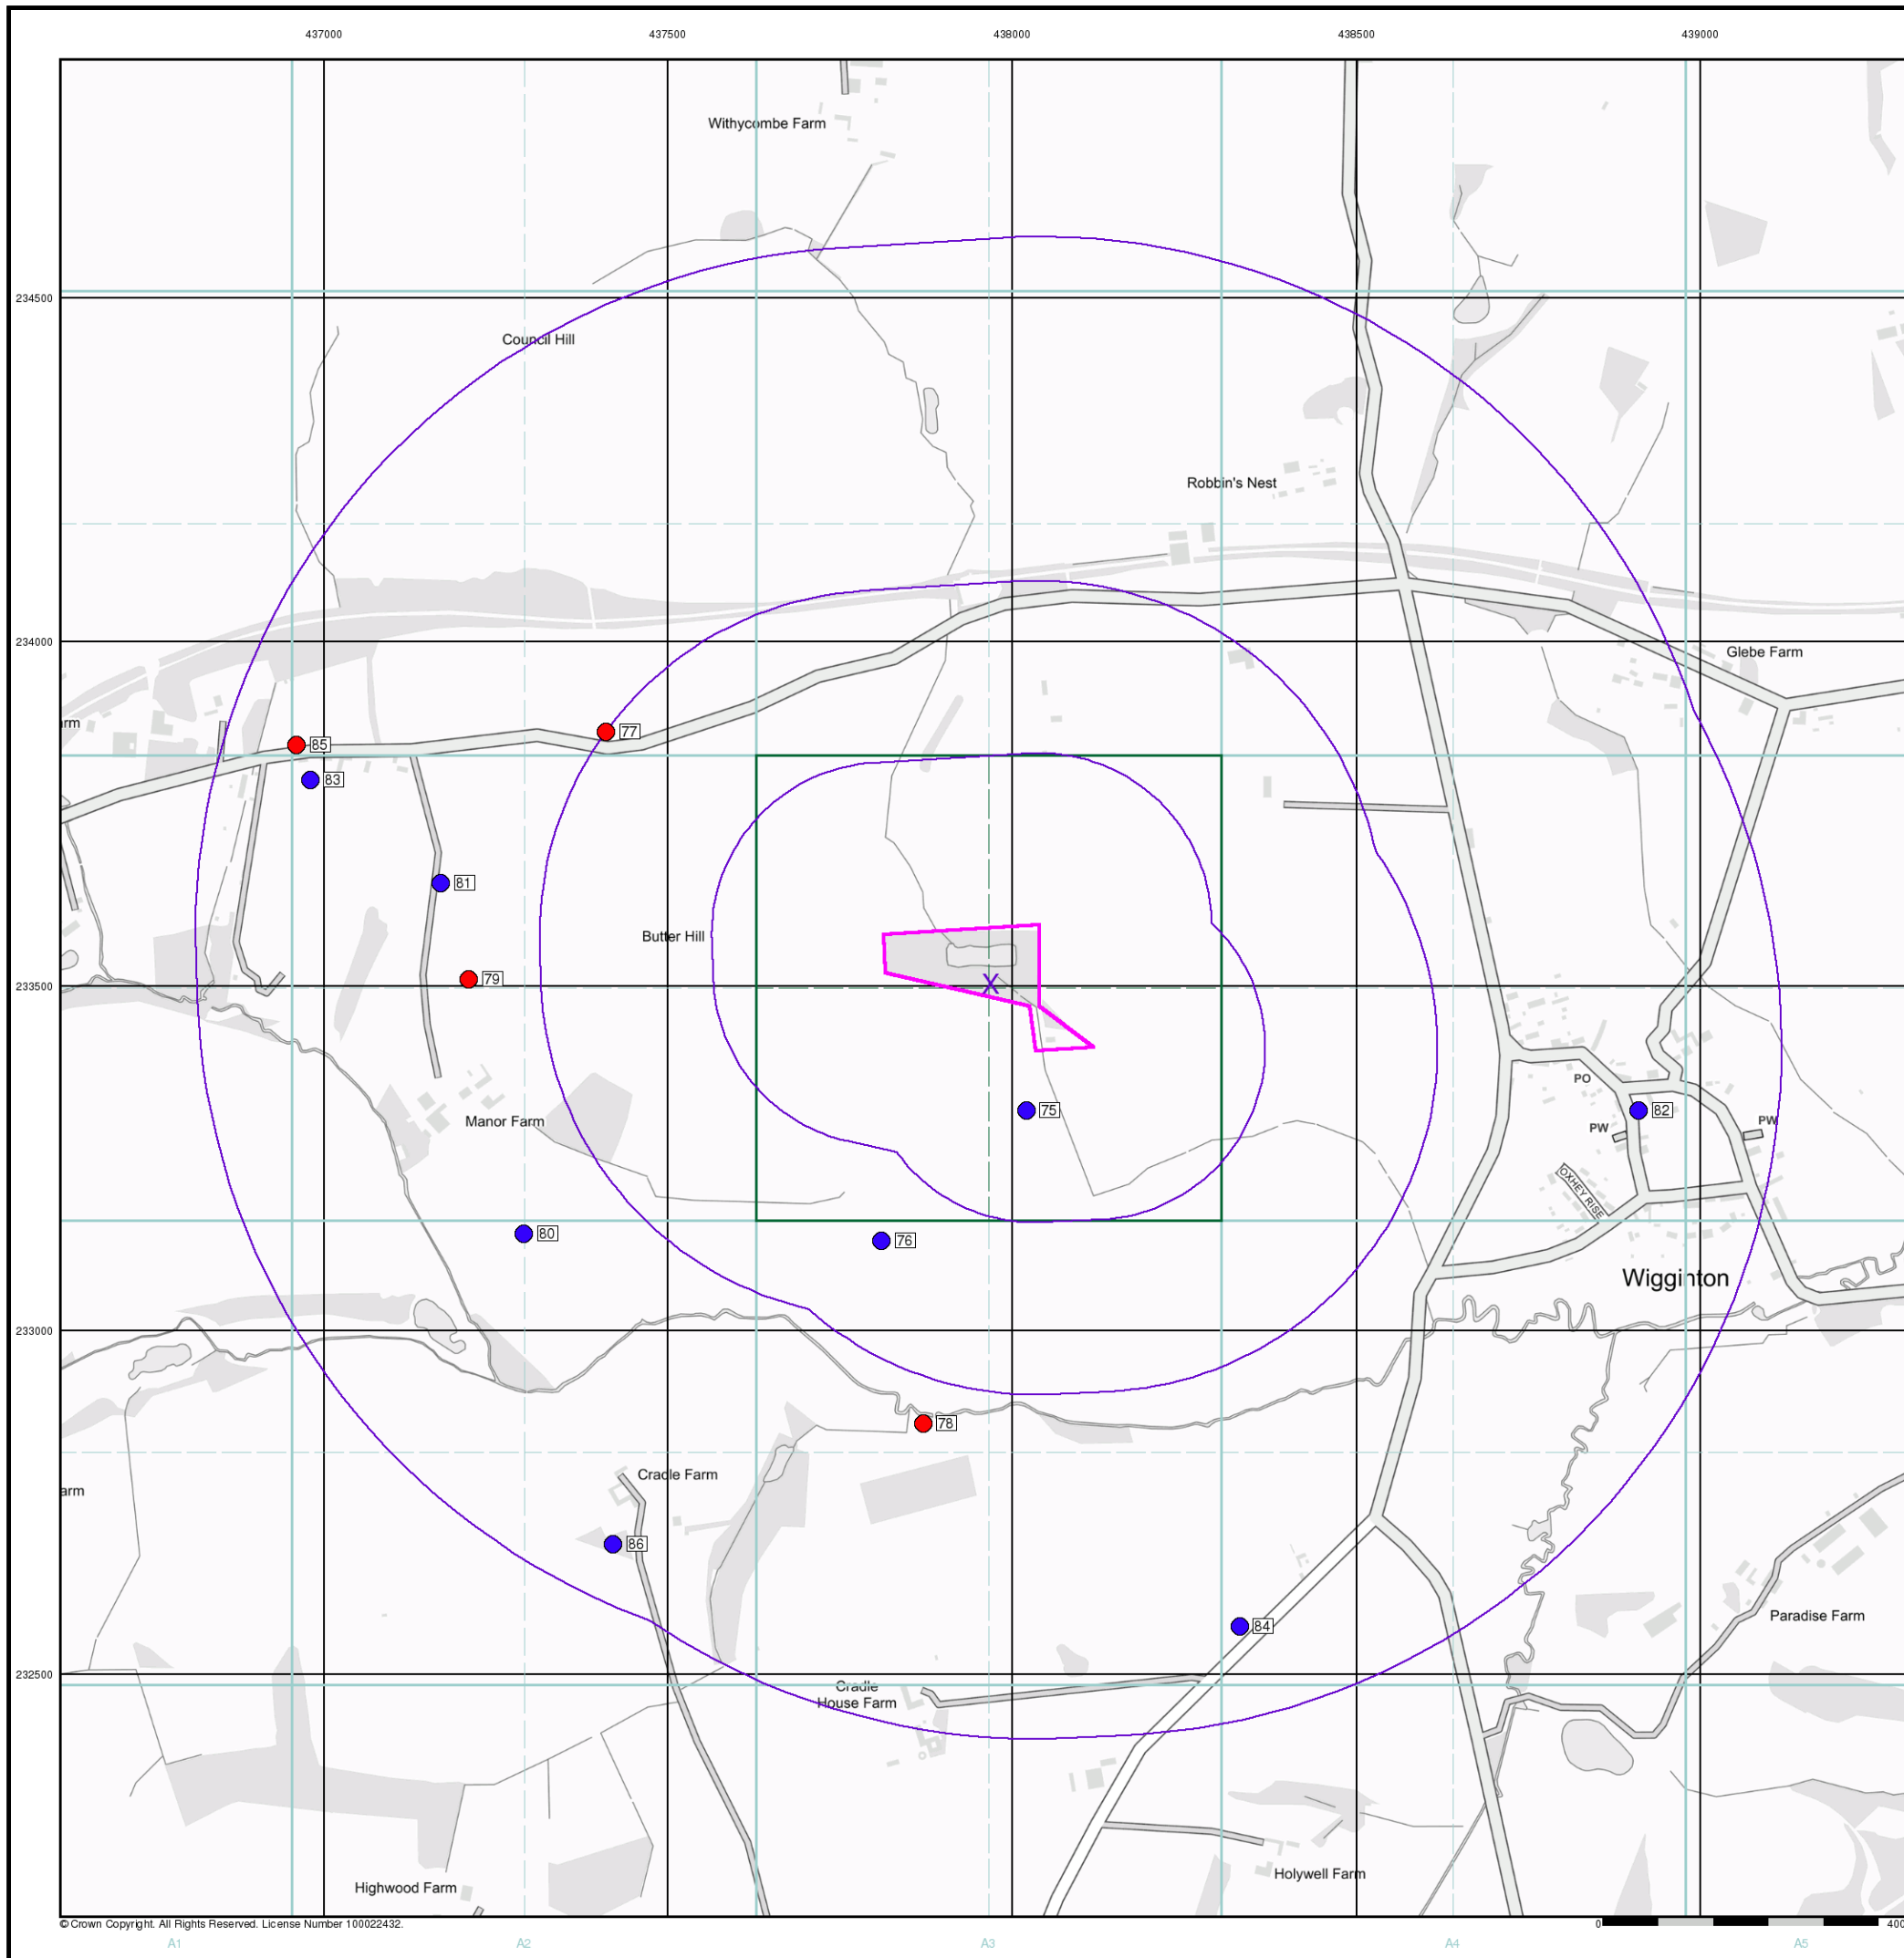 437000 437500 438000 438500 439000
Withycombe Farm
234500
Council Hill
Robbin's Nest
234000
Glebe Farm
rm
77
85
83
81
Butter Hill
79
233500
X
PO
75
82
Manor Farm
PW
PW
OXHEY RISE
80
76
Wigginton
233000
78
Cradle Farm
arm
86
Paradise Farm
84
232500
Cradle
House Farm
Holywell Farm
Highwood Farm
© Crown Copyright. All Rights Reserved. License Number 100022432.
0 400
A1 A2 A3 A4 A5